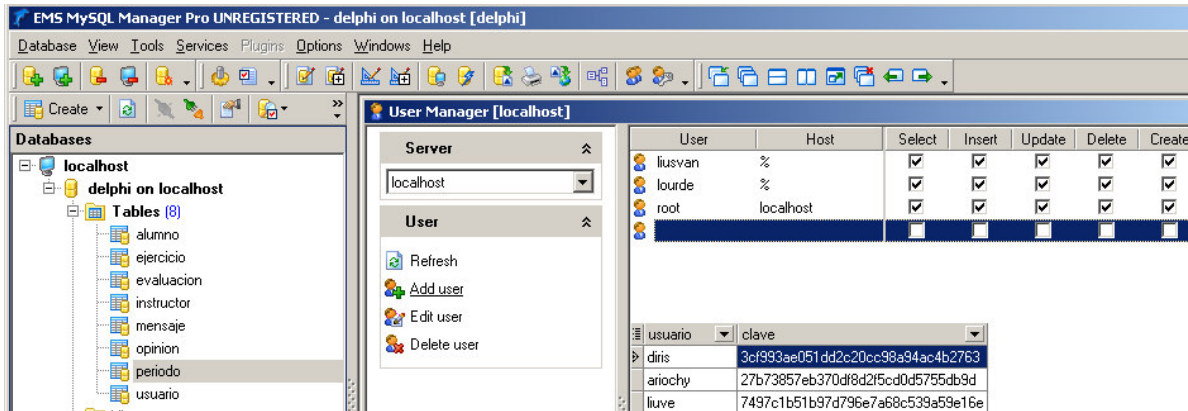 EMS MySQL Manager Pro UNREGISTERED - delphi on localhost [delphi]
Database View Tools Services Plugins Options Windows Help
Create
User Manager [localhost]
Databases
localhost
delphi on localhost
Tables (8)
alumno
ejercicio
evaluacion
instructor
mensaje
opinion
periodo
usuario
Server
localhost
User
Refresh
Add user
Edit user
Delete user
User Host Select Insert Update Delete Create
liusvan %
lourde %
root localhost
usuario clave
diris 3cf993ae051dd2c20cc98a94ac4b2763
ariochy 27b73857eb370df8d2f5cd0d5755db9d
liuve 7497c1b51b97d796e7a68c539a59e16e